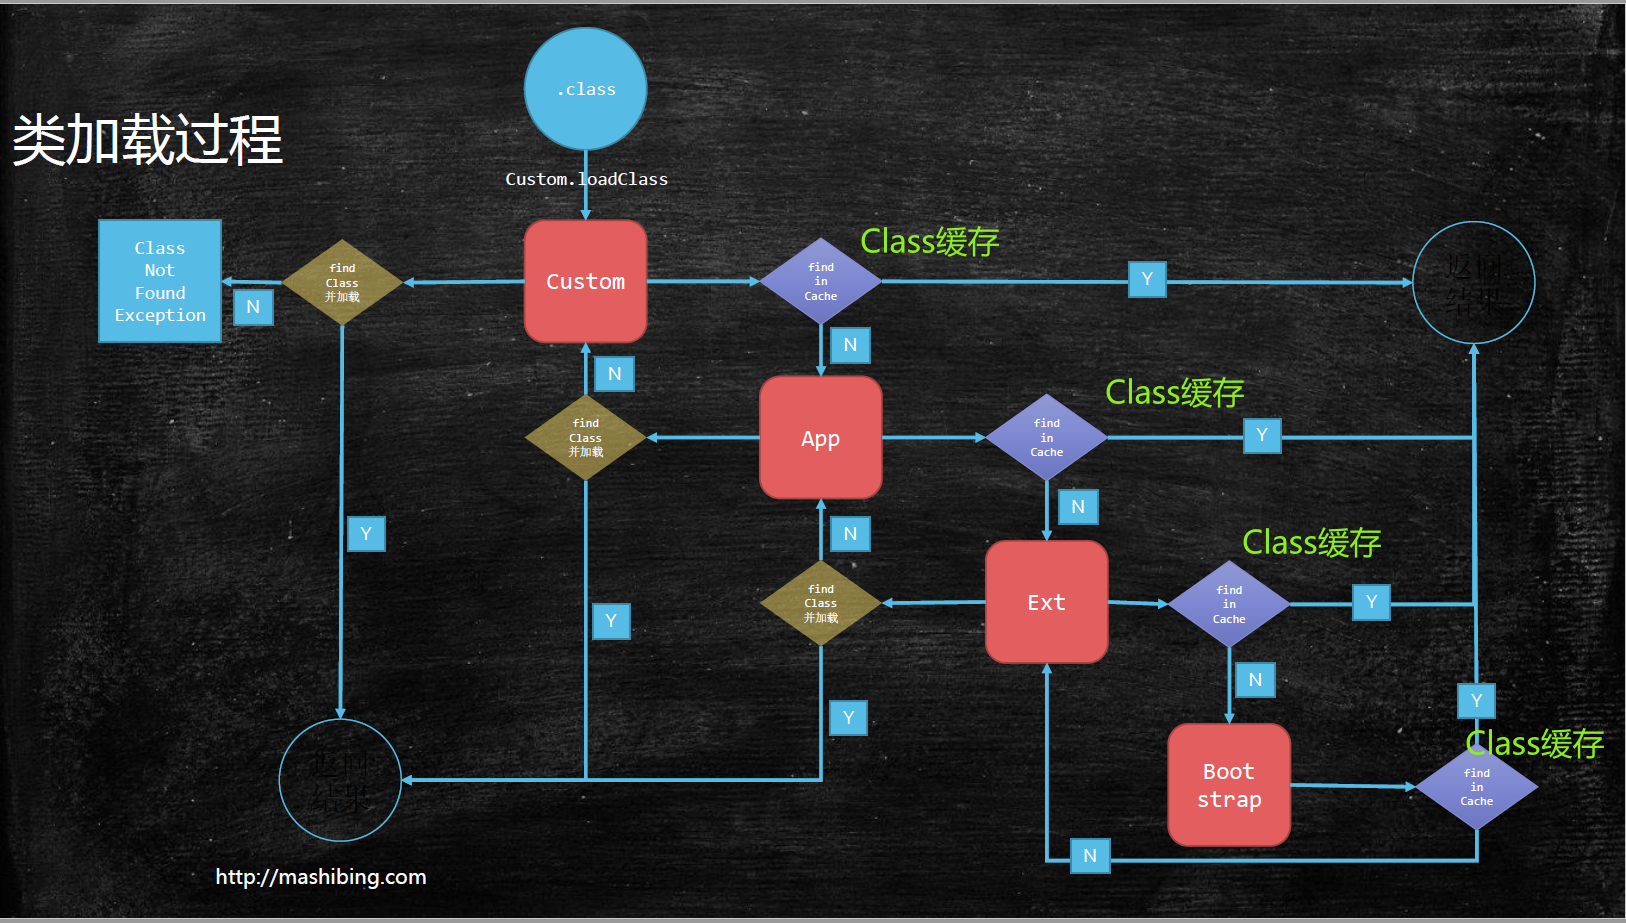 .class
类加载过程
Custom.loadClass
Class
Not
Found
Exception
N
find
Class
并加载
Custom
find
in
Cache
Class缓存
Y
返回
结果
N
N
find
Class
并加载
App
find
in
Cache
Class缓存
Y
Y
N
N
Y
find
Class
并加载
Ext
find
in
Cache
Class缓存
Y
N
Y
Y
Boot
strap
Class缓存
find
in
Cache
结果
N
http://mashibing.com